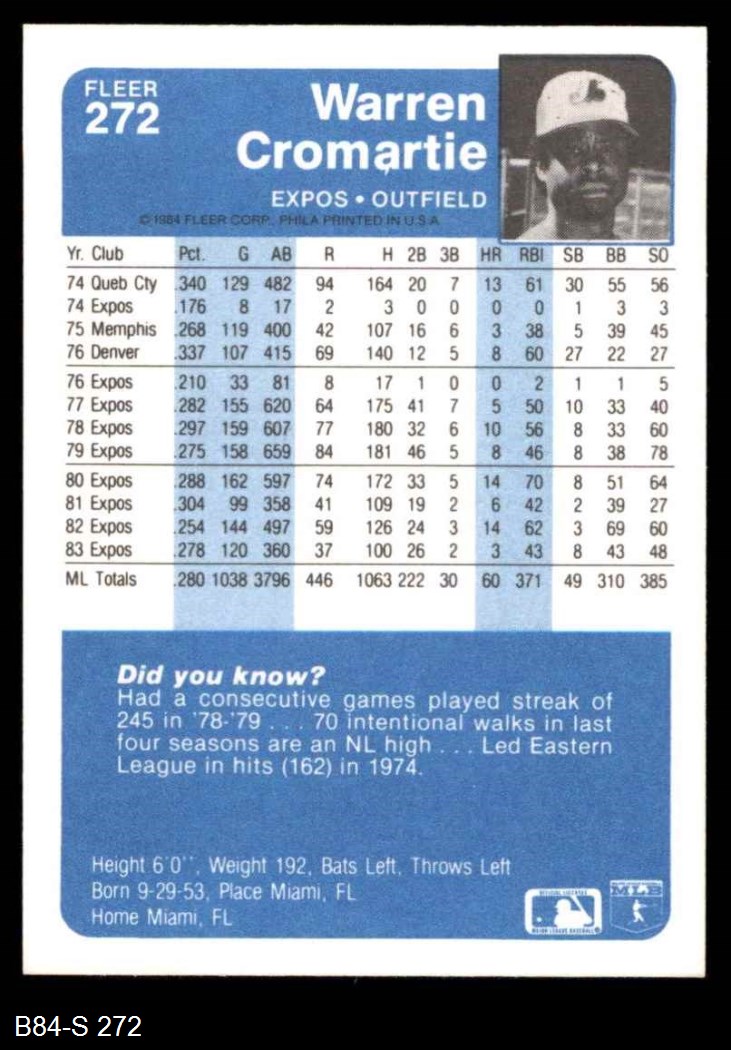 FLEER
272
Warren
Cromartie
EXPOS • OUTFIELD
© 1984 FLEER CORP., PHILA PRINTED IN U.S.A.
Yr. Club Pct. G AB R H 2B 3B HR RBI SB BB SO
74 Queb Cty .340 129 482 94 164 20 7 13 61 30 55 56
74 Expos .176 8 17 2 3 0 0 0 0 1 3 3
75 Memphis .268 119 400 42 107 16 6 3 38 5 39 45
76 Denver .337 107 415 69 140 12 5 8 60 27 22 27
76 Expos .210 33 81 8 17 1 0 0 2 1 1 5
77 Expos .282 155 620 64 175 41 7 5 50 10 33 40
78 Expos .297 159 607 77 180 32 6 10 56 8 33 60
79 Expos .275 158 659 84 181 46 5 8 46 8 38 78
80 Expos .288 162 597 74 172 33 5 14 70 8 51 64
81 Expos .304 99 358 41 109 19 2 6 42 2 39 27
82 Expos .254 144 497 59 126 24 3 14 62 3 69 60
83 Expos .278 120 360 37 100 26 2 3 43 8 43 48
ML Totals .280 1038 3796 446 1063 222 30 60 371 49 310 385
Did you know?
Had a consecutive games played streak of
245 in '78-'79 . . . 70 intentional walks in last
four seasons are an NL high . . . Led Eastern
League in hits (162) in 1974.
Height 6'0'', Weight 192, Bats Left, Throws Left
Born 9-29-53, Place Miami, FL
Home Miami, FL
OFFICIAL LICENSEE
MAJOR LEAGUE BASEBALL
MLB
B84-S 272